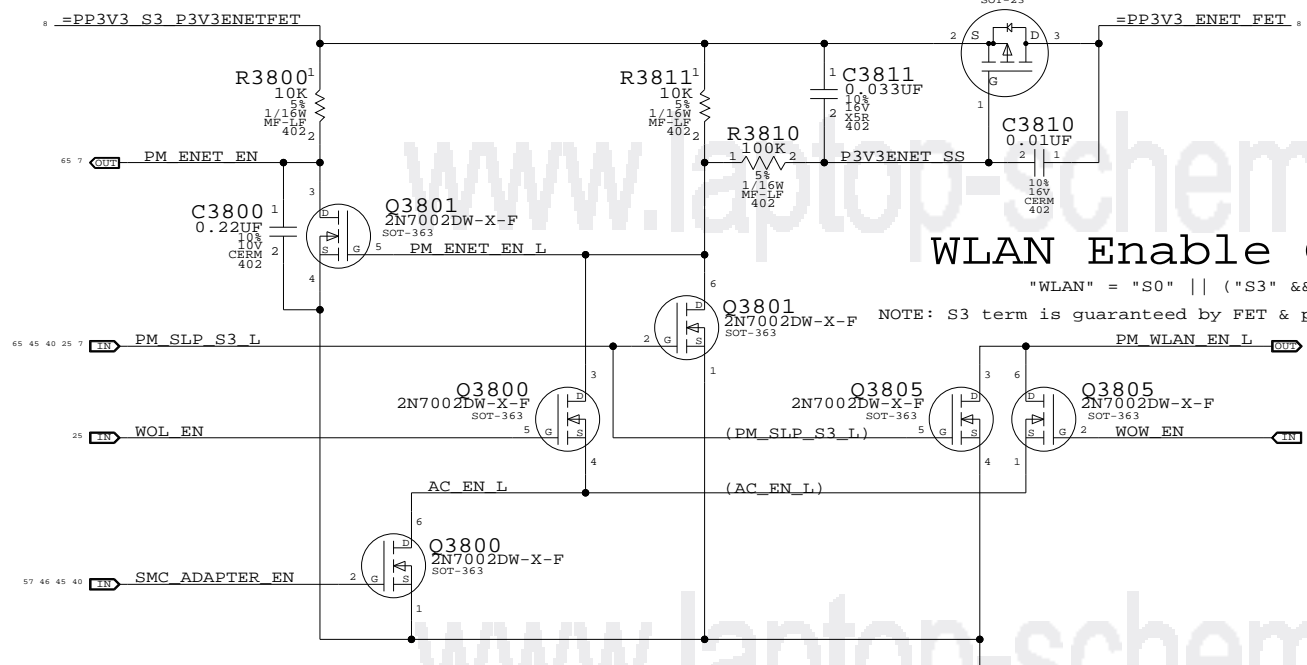 SOT-23
8 =PP3V3_S3_P3V3ENETFET
=PP3V3_ENET_FET 8
2 S D 3
G
1
R3800 1
10K
5%
1/16W
MF-LF
402 2
R3811 1
10K
5%
1/16W
MF-LF
402 2
1 C3811
0.033UF
10%
16V
2 X5R
402
R3810
100K
1 2
5%
1/16W
MF-LF
402
P3V3ENET_SS
C3810
0.01UF
2 1
10%
16V
CERM
402
65 7 OUT PM_ENET_EN
C3800 1
0.22UF
10%
10V
CERM 2
402
3
D
S G 5
4
Q3801
2N7002DW-X-F
SOT-363
PM_ENET_EN_L
www.laptop-schem
WLAN Enable
"WLAN" = "S0" || ("S3" &&
NOTE: S3 term is guaranteed by FET & p
6
D
2 G S
1
Q3801
2N7002DW-X-F
65 45 40 25 7 IN PM_SLP_S3_L
PM_WLAN_EN_L OUT
3
D
5 G S
4
Q3800
2N7002DW-X-F
SOT-363
3
D
5 G S
4
Q3805
2N7002DW-X-F
SOT-363
6
D
S G 2
1
Q3805
2N7002DW-X-F
SOT-363
25 IN WOL_EN
(PM_SLP_S3_L)
WOW_EN IN
AC_EN_L
(AC_EN_L)
6
D
2 G S
1
Q3800
2N7002DW-X-F
SOT-363
57 46 45 40 IN SMC_ADAPTER_EN
www.laptop-schem